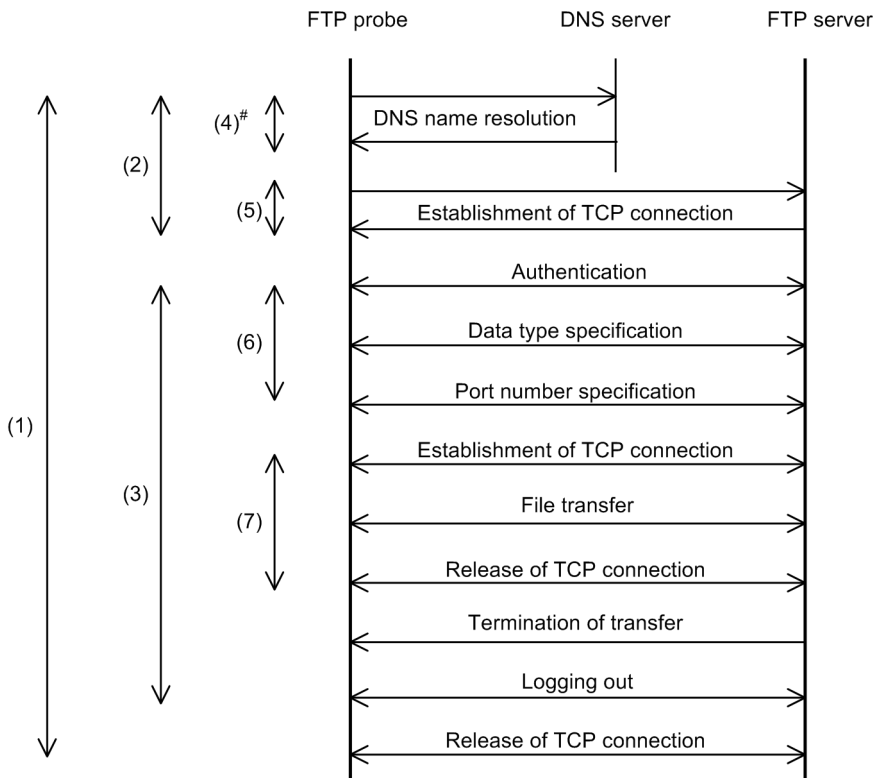 FTP probe DNS server FTP server
(4)#
DNS name resolution
(2)
(5)
Establishment of TCP connection
Authentication
(6)
Data type specification
Port number specification
(1)
Establishment of TCP connection
(3)
File transfer
(7)
Release of TCP connection
Termination of transfer
Logging out
Release of TCP connection